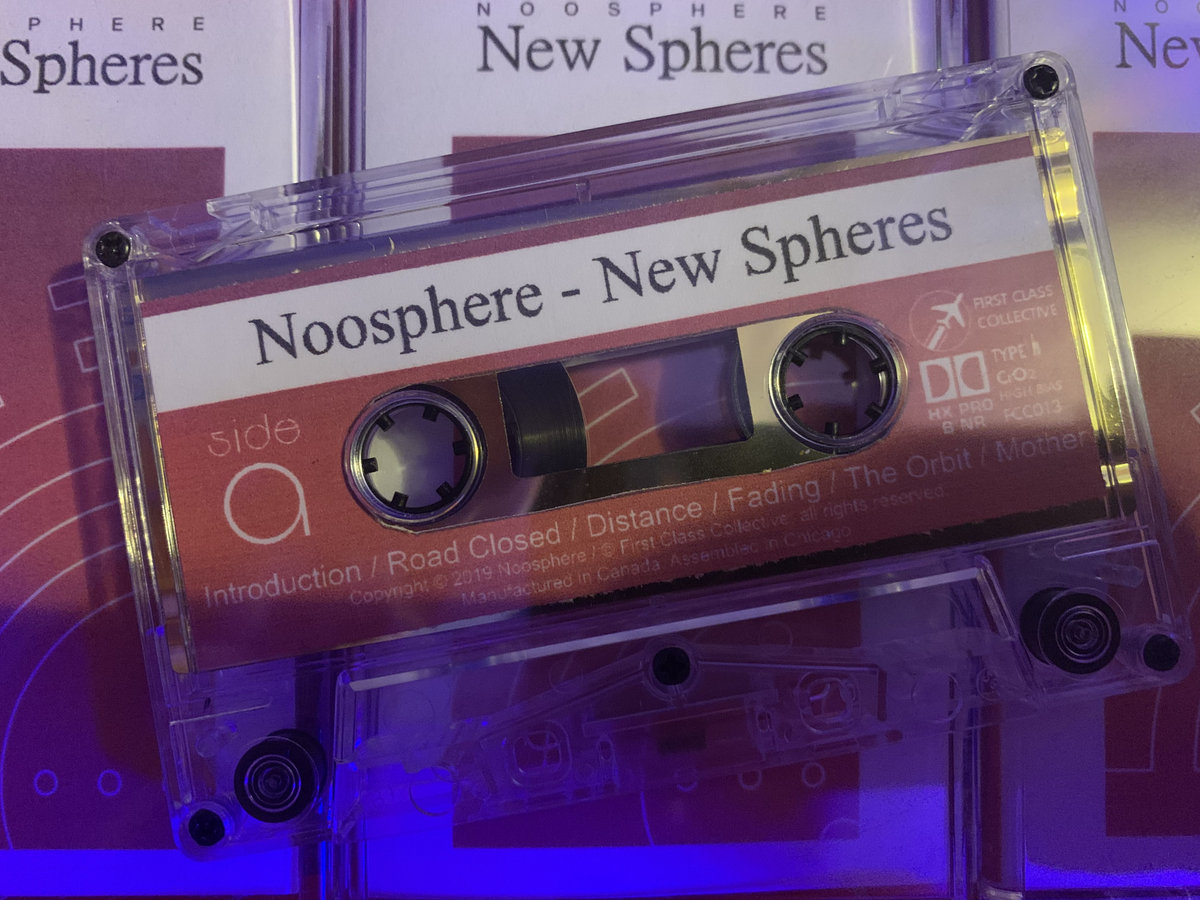 PHERE
Spheres
NOOSPHERE
New Spheres
NOO
New
Noosphere - New Spheres
FIRST CLASS
COLLECTIVE
TYPE II
CrO2
HIGH BIAS
HX PRO
B NR
FCC013
side
a
Introduction / Road Closed / Distance / Fading / The Orbit / Mother
Copyright © 2019 Noosphere / ℗ First Class Collective - all rights reserved.
Manufactured in Canada. Assembled in Chicago